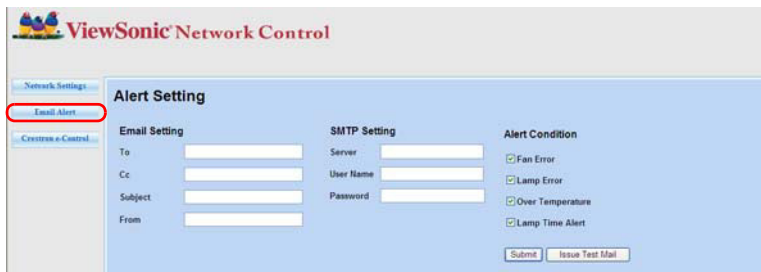 ViewSonic® Network Control
Network Settings
Email Alert
Crestron e-Control
Alert Setting
Email Setting
To
Cc
Subject
From
SMTP Setting
Server
User Name
Password
Alert Condition
Fan Error
Lamp Error
Over Temperature
Lamp Time Alert
Submit
Issue Test Mail